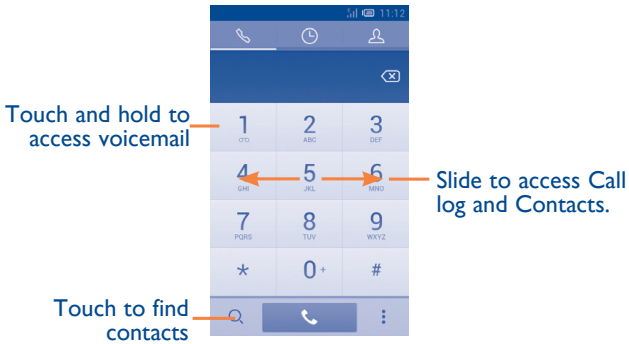 11:12
Touch and hold to
access voicemail
1
2
ABC
3
DEF
4
GHI
5
JKL
6
MNO
Slide to access Call
log and Contacts.
7
PQRS
8
TUV
9
WXYZ
*
0 +
#
Touch to find
contacts